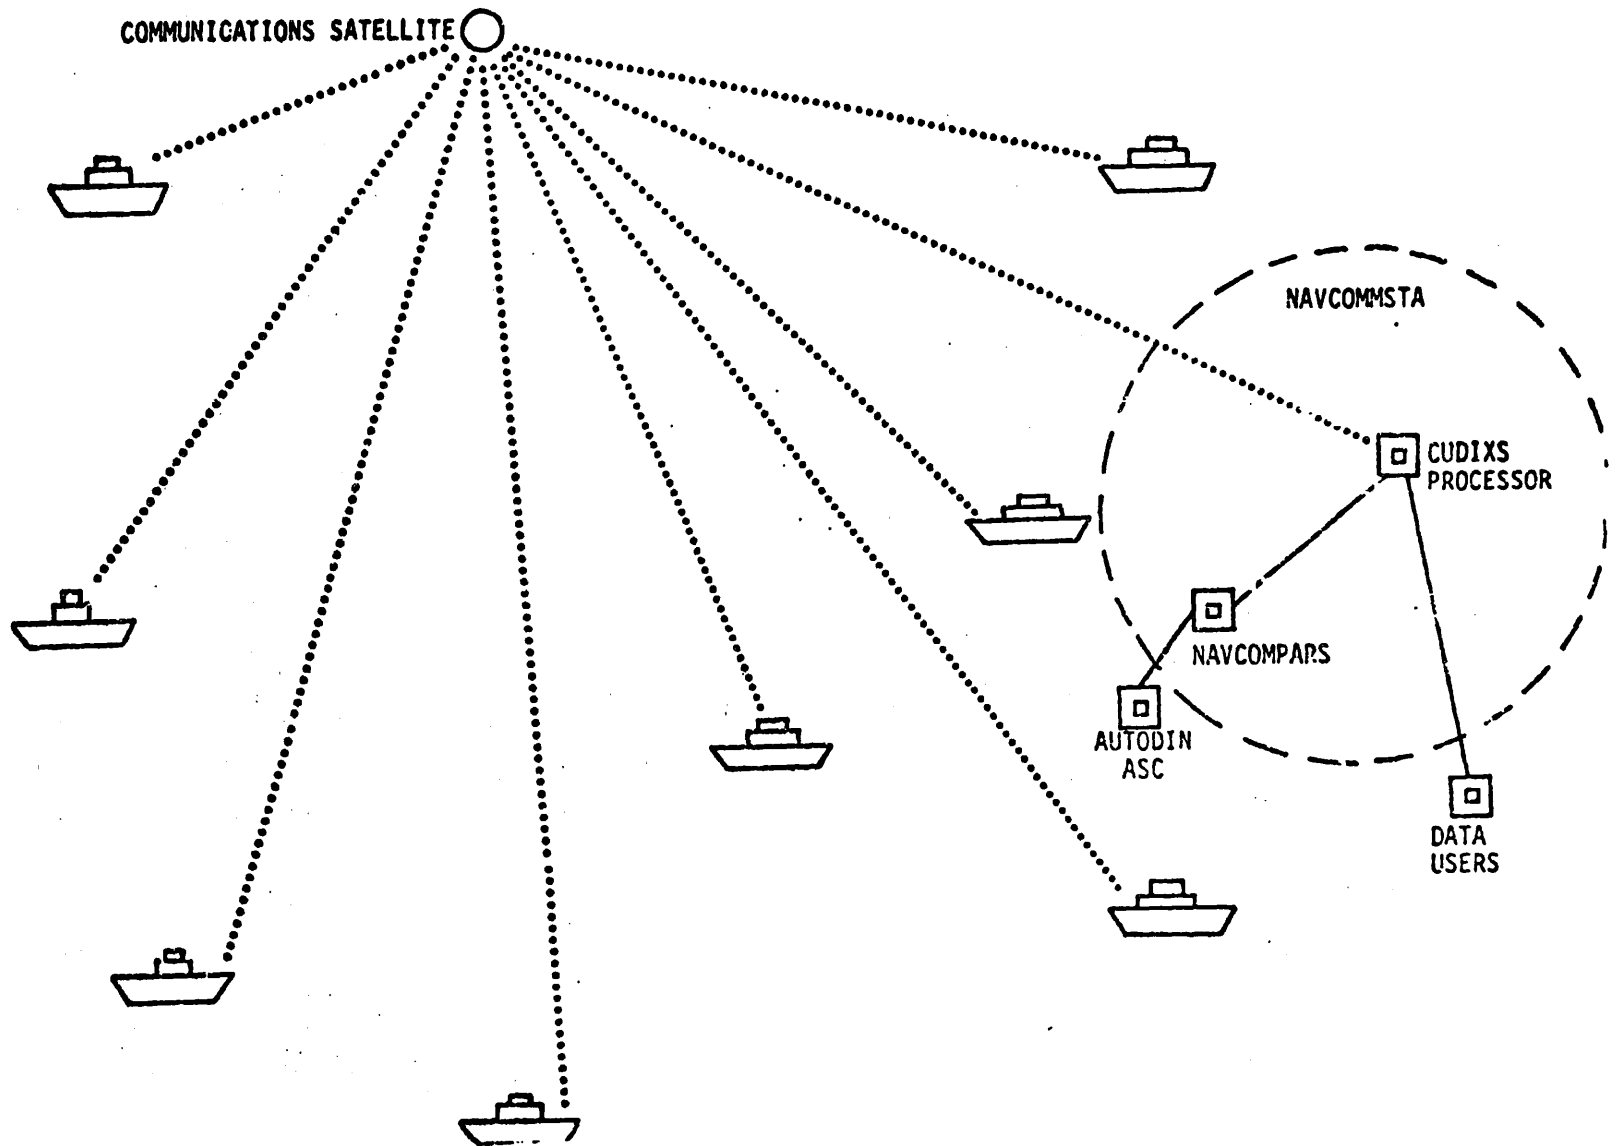 COMMUNICATIONS SATELLITE
NAVCOMMSTA
CUDIXS
PROCESSOR
NAVCOMPARS
AUTODIN
ASC
DATA
USERS